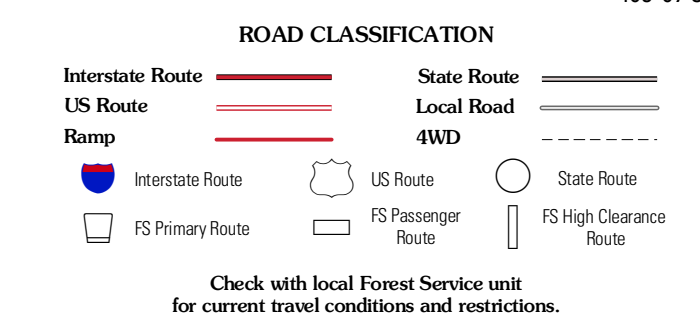 ROAD CLASSIFICATION
Interstate Route
State Route
US Route
Local Road
Ramp
4WD
Interstate Route
US Route
State Route
FS Primary Route
FS Passenger
Route
FS High Clearance
Route
Check with local Forest Service unit
for current travel conditions and restrictions.